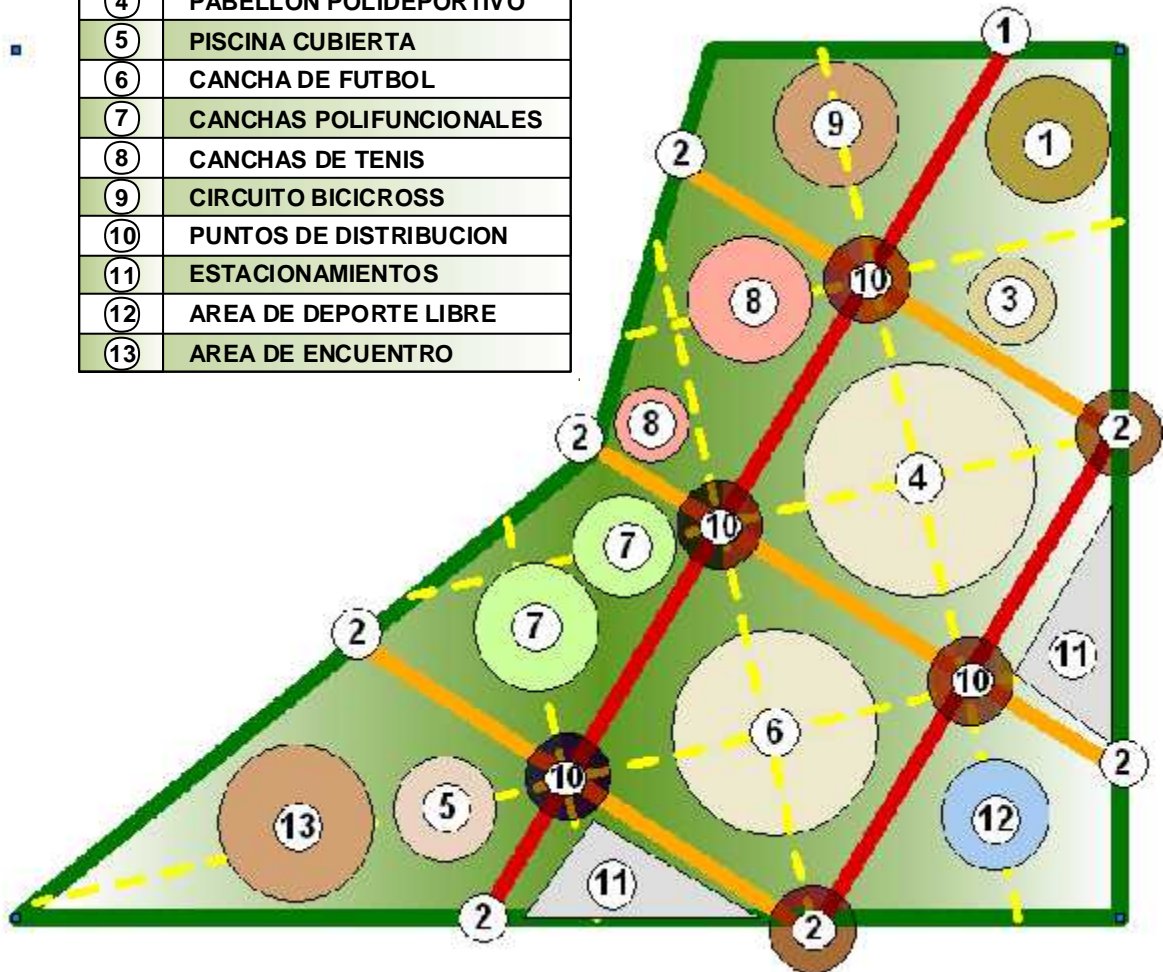 4 PABELLON POLIDEPORTIVO
5 PISCINA CUBIERTA
6 CANCHA DE FUTBOL
7 CANCHAS POLIFUNCIONALES
8 CANCHAS DE TENIS
9 CIRCUITO BICICROSS
10 PUNTOS DE DISTRIBUCION
11 ESTACIONAMIENTOS
12 AREA DE DEPORTE LIBRE
13 AREA DE ENCUENTRO
1
9
1
2
10
8
3
8
2
2
4
10
7
7
2
11
10
6
10
2
5
12
13
11
2
2